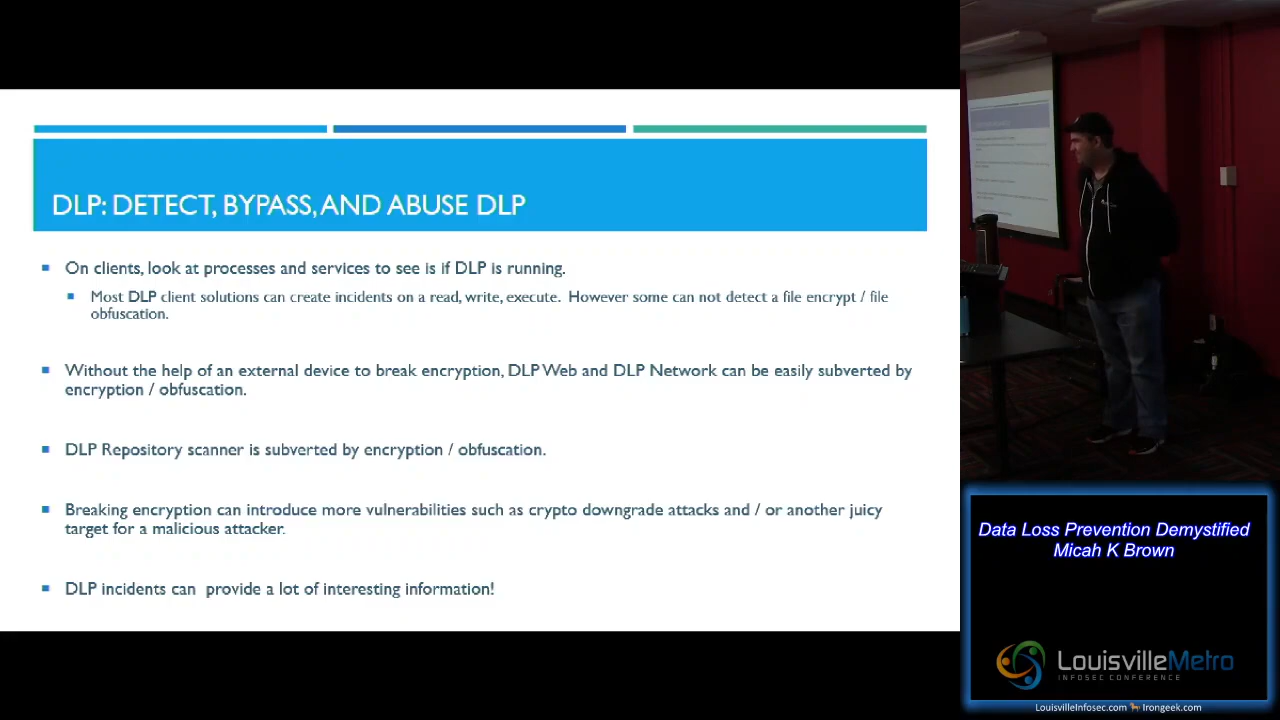 DLP: DETECT, BYPASS, AND ABUSE DLP
On clients, look at processes and services to see is if DLP is running.
Most DLP client solutions can create incidents on a read, write, execute.  However some can not detect a file encrypt / file
obfuscation.
Without the help of an external device to break encryption, DLP Web and DLP Network can be easily subverted by
encryption / obfuscation.
DLP Repository scanner is subverted by encryption / obfuscation.
Breaking encryption can introduce more vulnerabilities such as crypto downgrade attacks and / or another juicy
target for a malicious attacker.
DLP incidents can  provide a lot of interesting information!
Data Loss Prevention Demystified
Micah K Brown
LouisvilleMetro
INFOSEC CONFERENCE
LouisvilleInfosec.com Irongeek.com